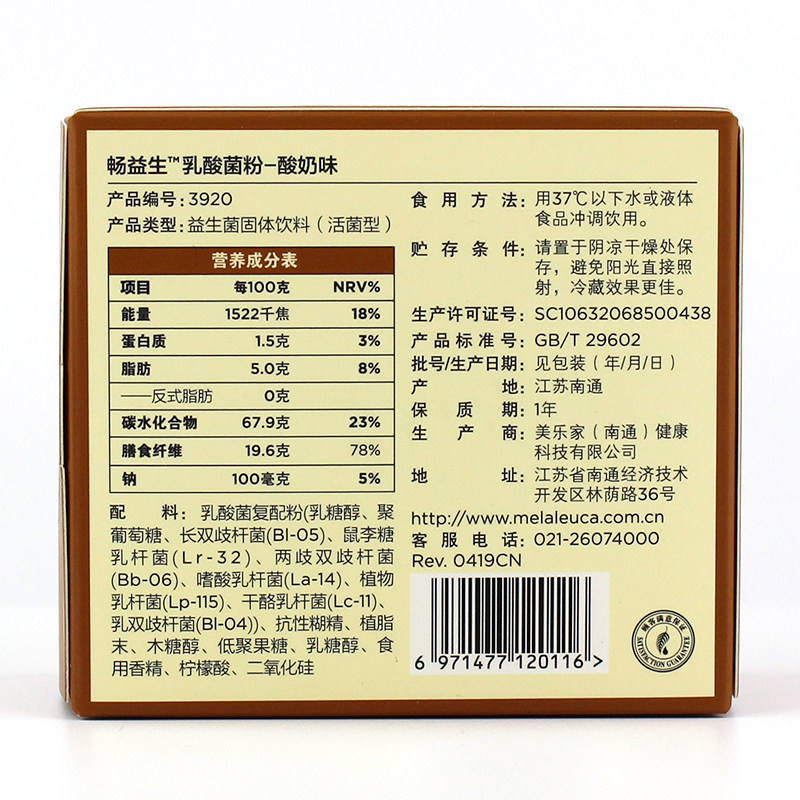 畅益生™乳酸菌粉-酸奶味
产品编号:3920
产品类型:益生菌固体饮料(活菌型)
营养成分表
项目 每100克 NRV%
能量 1522千焦 18%
蛋白质 1.5克 3%
脂肪 5.0克 8%
——反式脂肪 0克
碳水化合物 67.9克 23%
膳食纤维 19.6克 78%
钠 100毫克 5%
配料:乳酸菌复配粉(乳糖醇、聚
葡萄糖、长双歧杆菌(Bl-05)、鼠李糖
乳杆菌(Lr-32)、两歧双歧杆菌
(Bb-06)、嗜酸乳杆菌(La-14)、植物
乳杆菌(Lp-115)、干酪乳杆菌(Lc-11)、
乳双歧杆菌(Bl-04))、抗性糊精、植脂
末、木糖醇、低聚果糖、乳糖醇、食
用香精、柠檬酸、二氧化硅
食用方法:用37℃以下水或液体
食品冲调饮用。
贮存条件:请置于阴凉干燥处保
存,避免阳光直接照
射,冷藏效果更佳。
生产许可证号:SC10632068500438
产品标准号:GB/T 29602
批号/生产日期:见包装(年/月/日)
产地:江苏南通
保质期:1年
生产商:美乐家(南通)健康
科技有限公司
地址:江苏省南通经济技术
开发区林荫路36号
http://www.melaleuca.com.cn
客服电话:021-26074000
Rev. 0419CN
6 971477 120116 >
顾客满意保证
SATISFACTION GUARANTEE